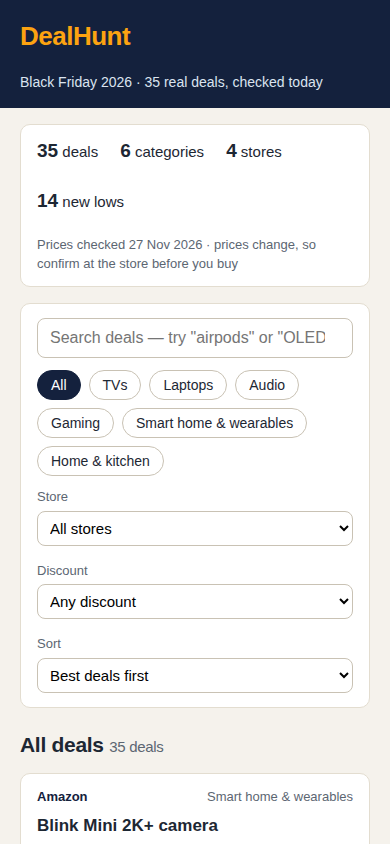 DealHunt
Black Friday 2026 · 35 real deals, checked today
35 deals 6 categories 4 stores
14 new lows
Prices checked 27 Nov 2026 · prices change, so
confirm at the store before you buy
Search deals — try "airpods" or "OLED
All TVs Laptops Audio
Gaming Smart home & wearables
Home & kitchen
Store
All stores
Discount
Any discount
Sort
Best deals first
All deals 35 deals
Amazon Smart home & wearables
Blink Mini 2K+ camera